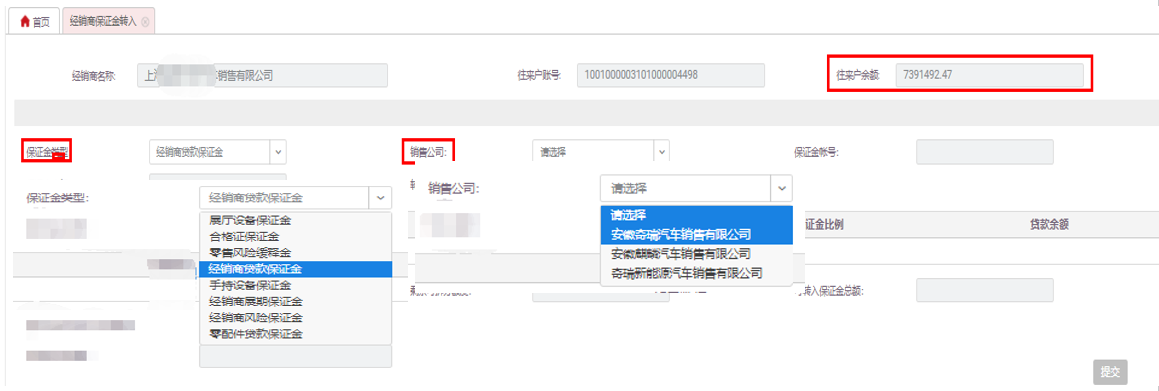 首页
经销商保证金转入
经销商名称: 上 销售有限公司
往来户账号: 1001000003101000004498
往来户余额: 7391492.47
保证金类型 经销商贷款保证金
销售公司: 请选择
保证金帐号:
保证金类型: 经销商贷款保证金
展厅设备保证金
合格证保证金
零售风险缓释金
经销商贷款保证金
手持设备保证金
经销商展期保证金
经销商风险保证金
零配件贷款保证金
销售公司: 请选择
请选择
安徽奇瑞汽车销售有限公司
安徽麒麟汽车销售有限公司
奇瑞新能源汽车销售有限公司
证金比例
贷款余额
转入保证金总额:
提交